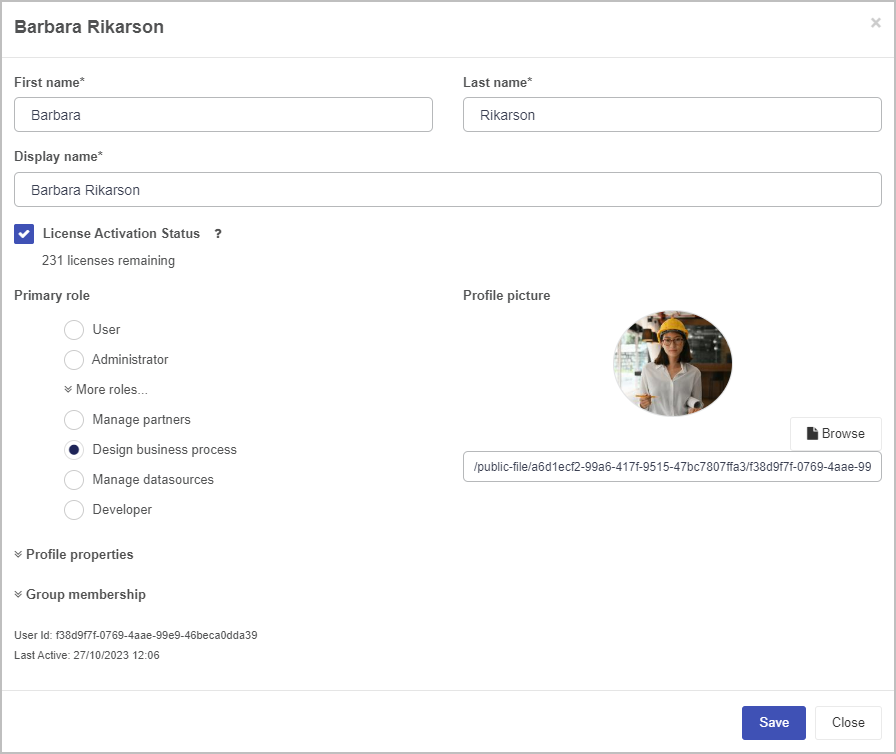 Barbara Rikarson
×
First name*
Last name*
Barbara
Rikarson
Display name*
Barbara Rikarson
License Activation Status ?
231 licenses remaining
Primary role
Profile picture
User
Administrator
More roles...
Manage partners
Design business process
Manage datasources
Developer
Browse
/public-file/a6d1ecf2-99a6-417f-9515-47bc7807ffa3/f38d9f7f-0769-4aae-99
Profile properties
Group membership
User Id: f38d9f7f-0769-4aae-99e9-46beca0dda39
Last Active: 27/10/2023 12:06
Save
Close